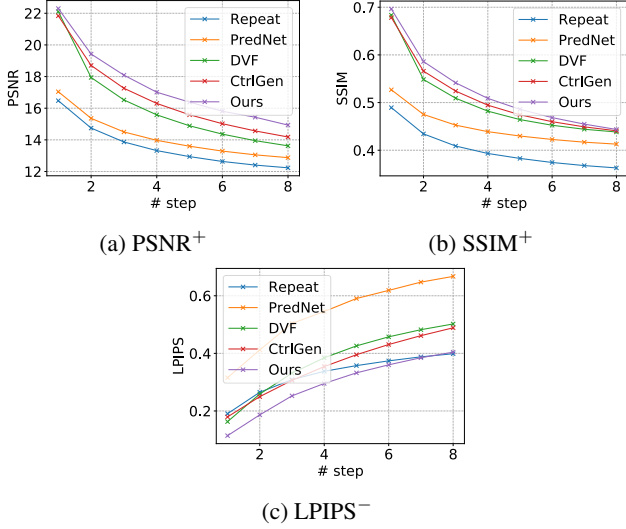 22
20
18
16
14
12
PSNR
2
4
6
8
# step
Repeat
PredNet
DVF
CtrlGen
Ours
(a) PSNR+
0.7
0.6
0.5
0.4
SSIM
2
4
6
8
# step
Repeat
PredNet
DVF
CtrlGen
Ours
(b) SSIM+
0.6
0.4
0.2
LPIPS
2
4
6
8
# step
Repeat
PredNet
DVF
CtrlGen
Ours
(c) LPIPS−